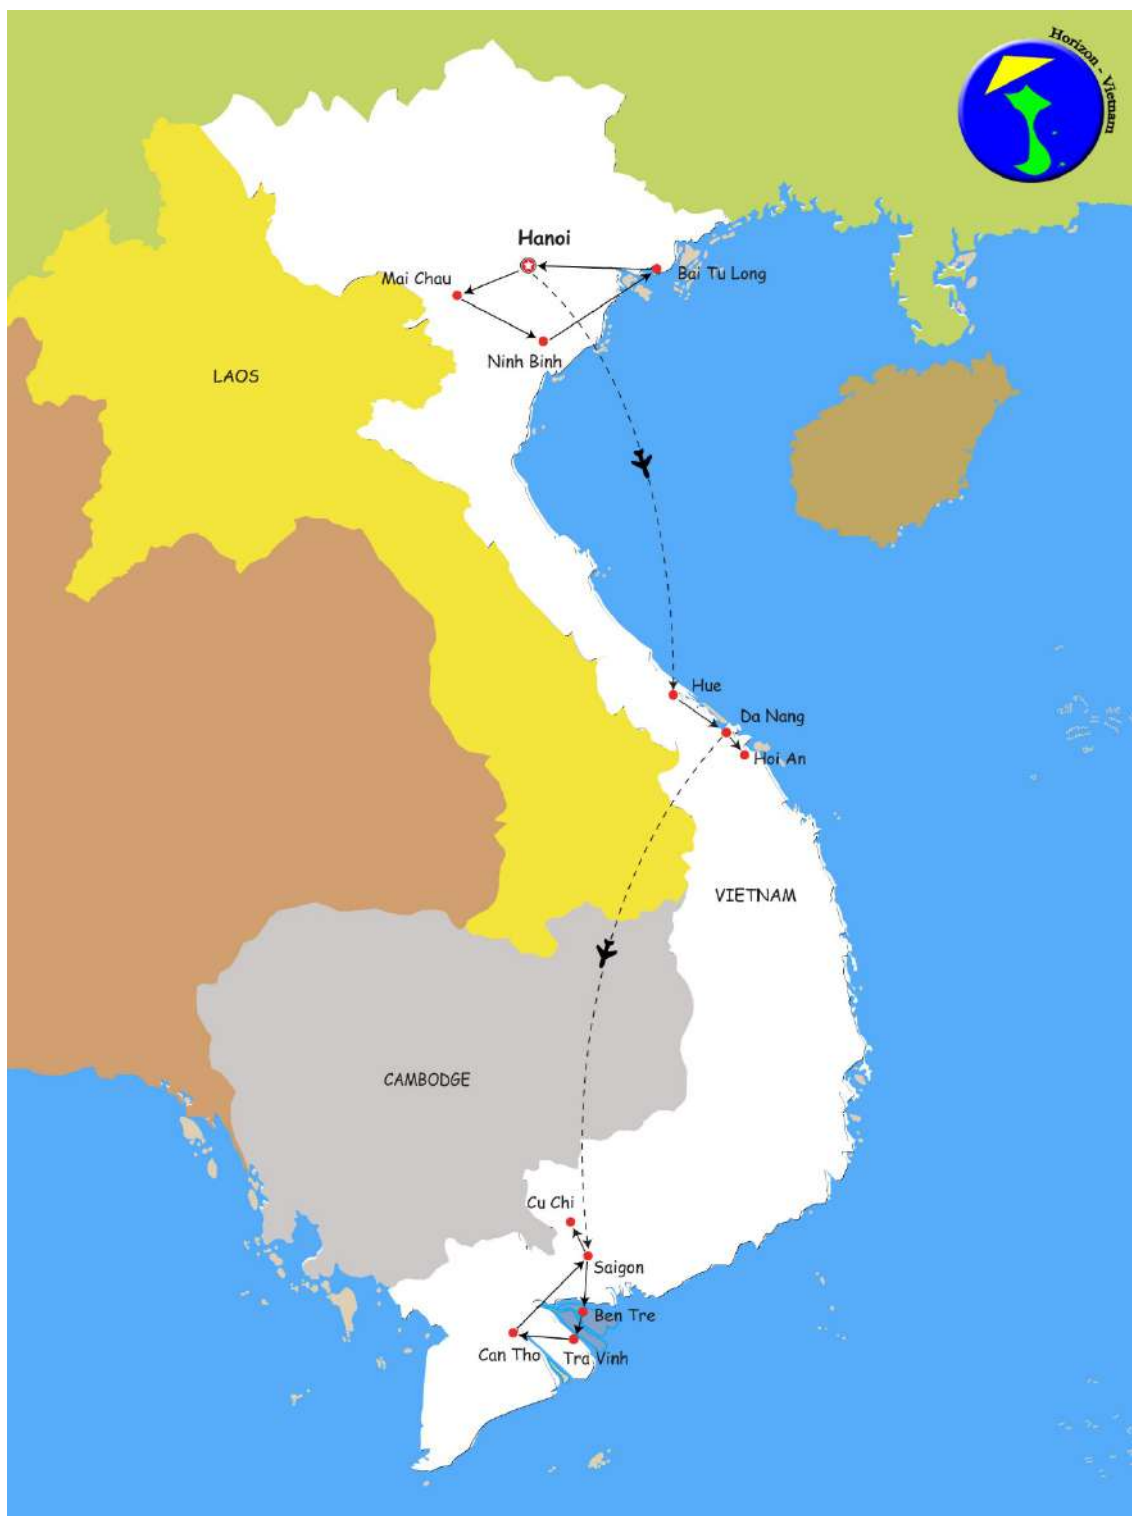 Horizon - Vietnam
Hanoi
Mai Chau
Bai Tu Long
Ninh Binh
LAOS
Hue
Da Nang
Hoi An
VIETNAM
CAMBODGE
Cu Chi
Saigon
Ben Tre
Can Tho
Tra Vinh